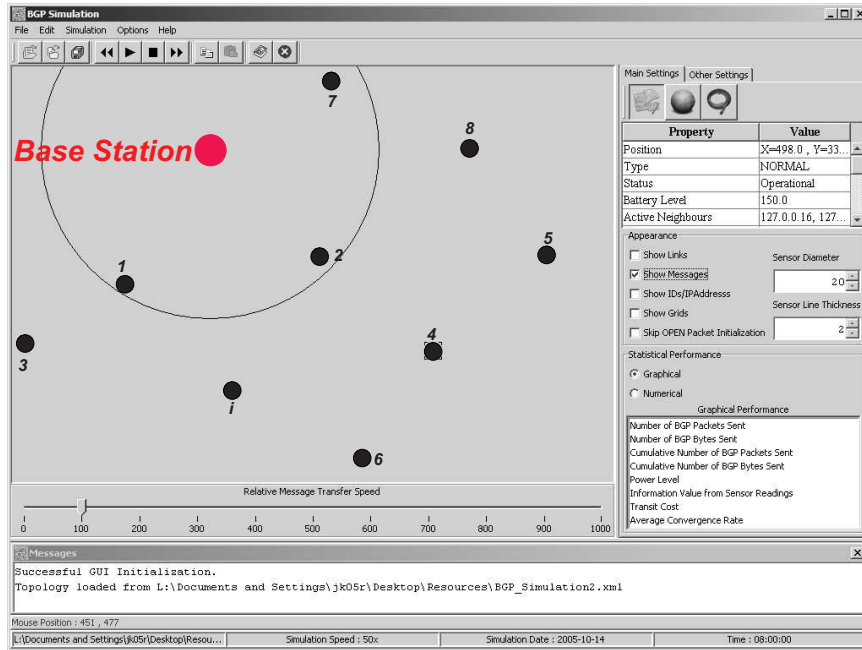 BGP Simulation
File Edit Simulation Options Help
Main Settings Other Settings
Property Value
Position X=498.0 , Y=33...
Type NORMAL
Status Operational
Battery Level 150.0
Active Neighbours 127.0.0.16, 127...
Appearance
Show Links
Show Messages
Show IDs/IPAddresss
Show Grids
Skip OPEN Packet Initialization
Sensor Diameter
20
Sensor Line Thickness
2
Statistical Performance
Graphical
Numerical
Graphical Performance
Number of BGP Packets Sent
Number of BGP Bytes Sent
Cumulative Number of BGP Packets Sent
Cumulative Number of BGP Bytes Sent
Power Level
Information Value from Sensor Readings
Transit Cost
Average Convergence Rate
7
8
Base Station
5
2
1
4
3
i
6
Relative Message Transfer Speed
0 100 200 300 400 500 600 700 800 900 1000
Messages
Successful GUI Initialization.
Topology loaded from L:\Documents and Settings\jk05r\Desktop\Resources\BGP_Simulation2.xml
Mouse Position : 451 , 477
L:\Documents and Settings\jk05r\Desktop\Resou... Simulation Speed : 50x Simulation Date : 2005-10-14 Time : 08:00:00